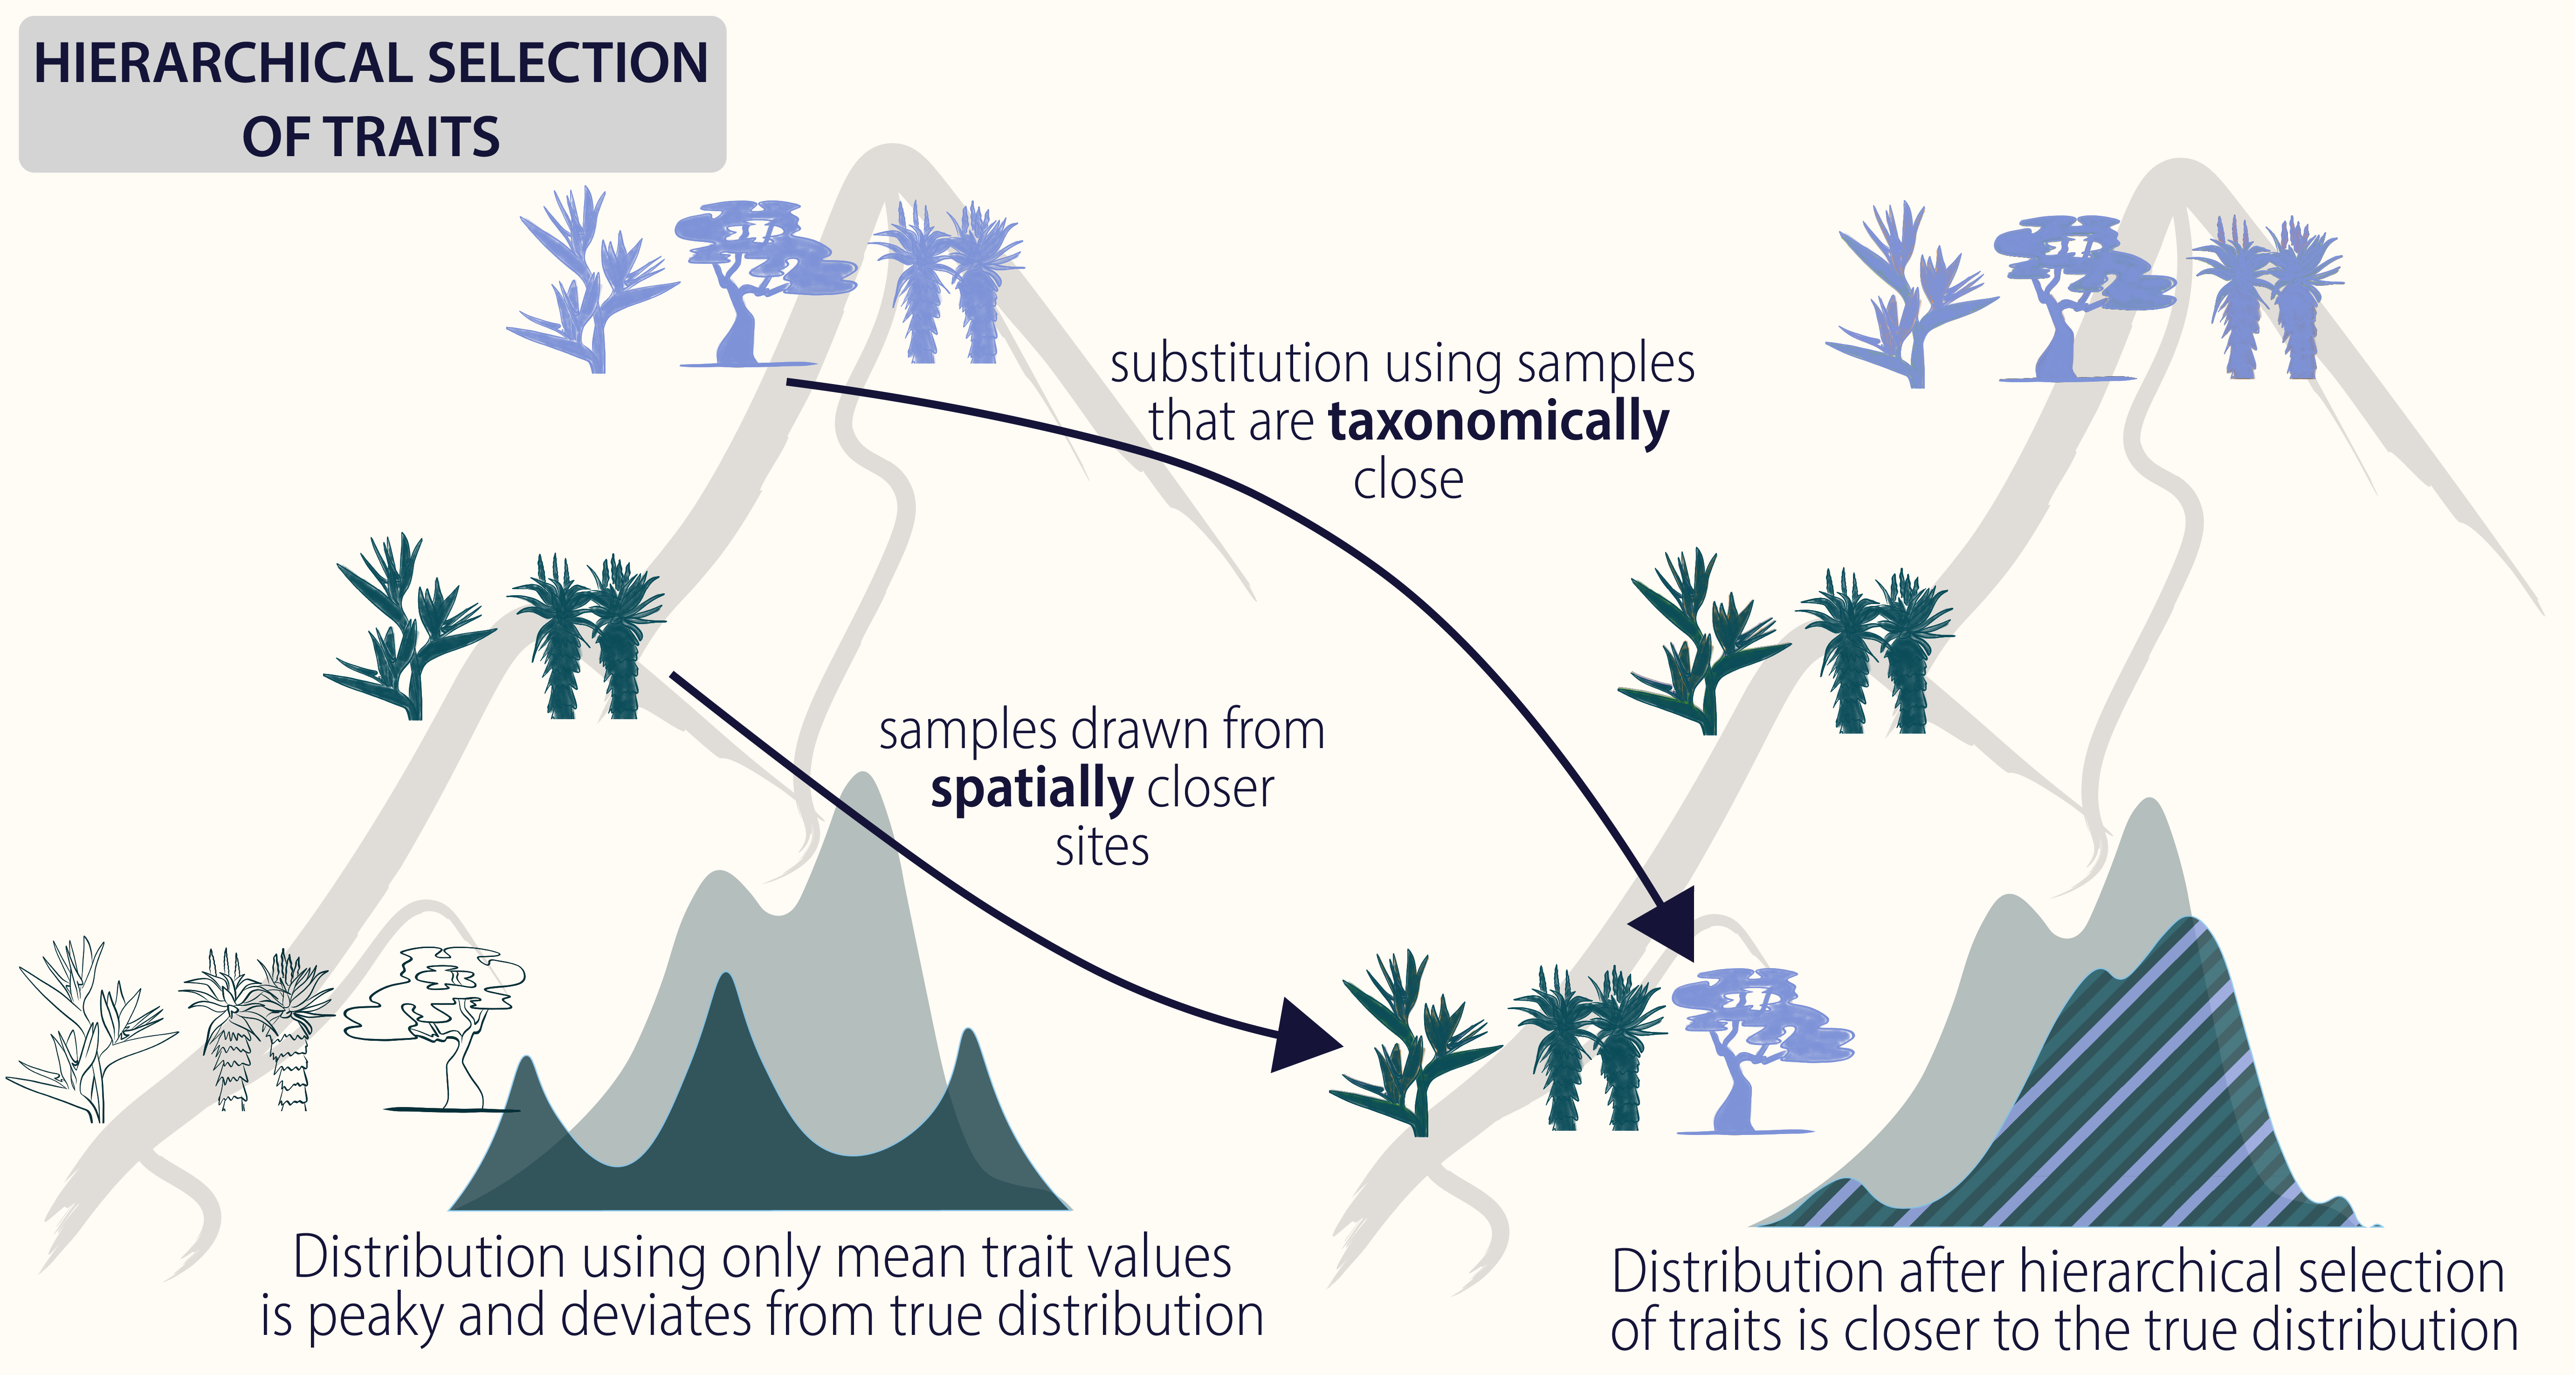 HIERARCHICAL SELECTION
OF TRAITS
substitution using samples
that are taxonomically
close
samples drawn from
spatially closer
sites
Distribution using only mean trait values
is peaky and deviates from true distribution
Distribution after hierarchical selection
of traits is closer to the true distribution